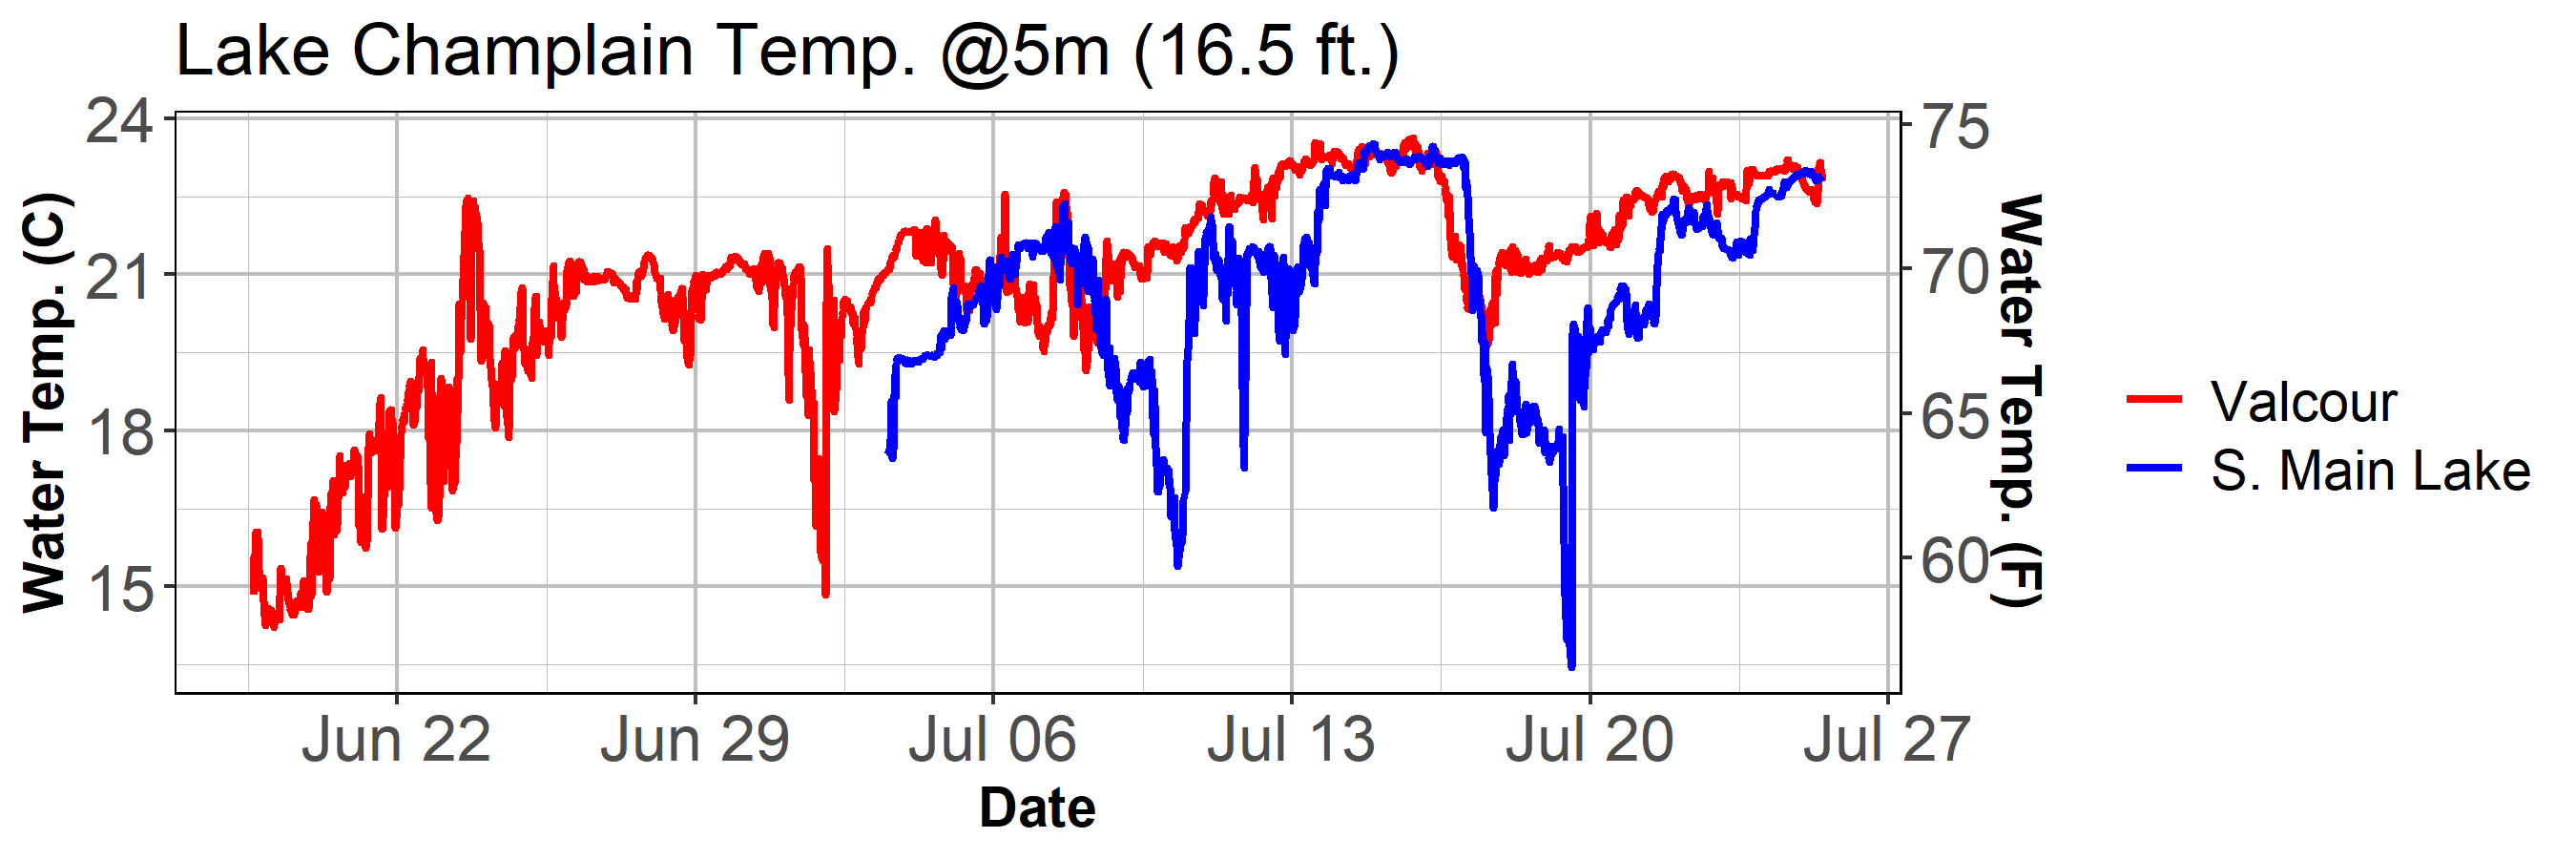 Lake Champlain Temp. @5m (16.5 ft.)
24
21
18
15
Water Temp. (C)
75
70
65
60
Water Temp. (F)
Jun 22
Jun 29
Jul 06
Jul 13
Jul 20
Jul 27
Date
Valcour
S. Main Lake